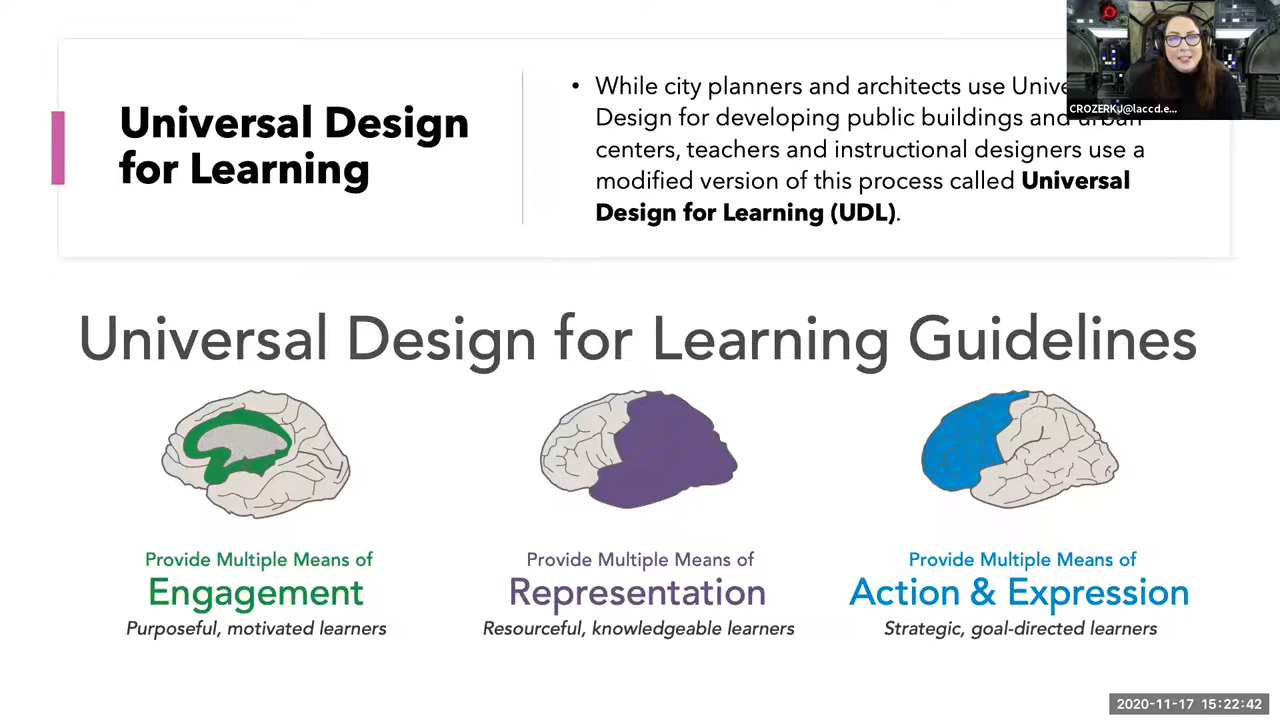 Universal Design
for Learning
• While city planners and architects use Unive
Design for developing public buildings and urban
centers, teachers and instructional designers use a
modified version of this process called Universal
Design for Learning (UDL).
CROZERKJ@laccd.e...
Universal Design for Learning Guidelines
Provide Multiple Means of
Engagement
Purposeful, motivated learners
Provide Multiple Means of
Representation
Resourceful, knowledgeable learners
Provide Multiple Means of
Action & Expression
Strategic, goal-directed learners
2020-11-17 15:22:42